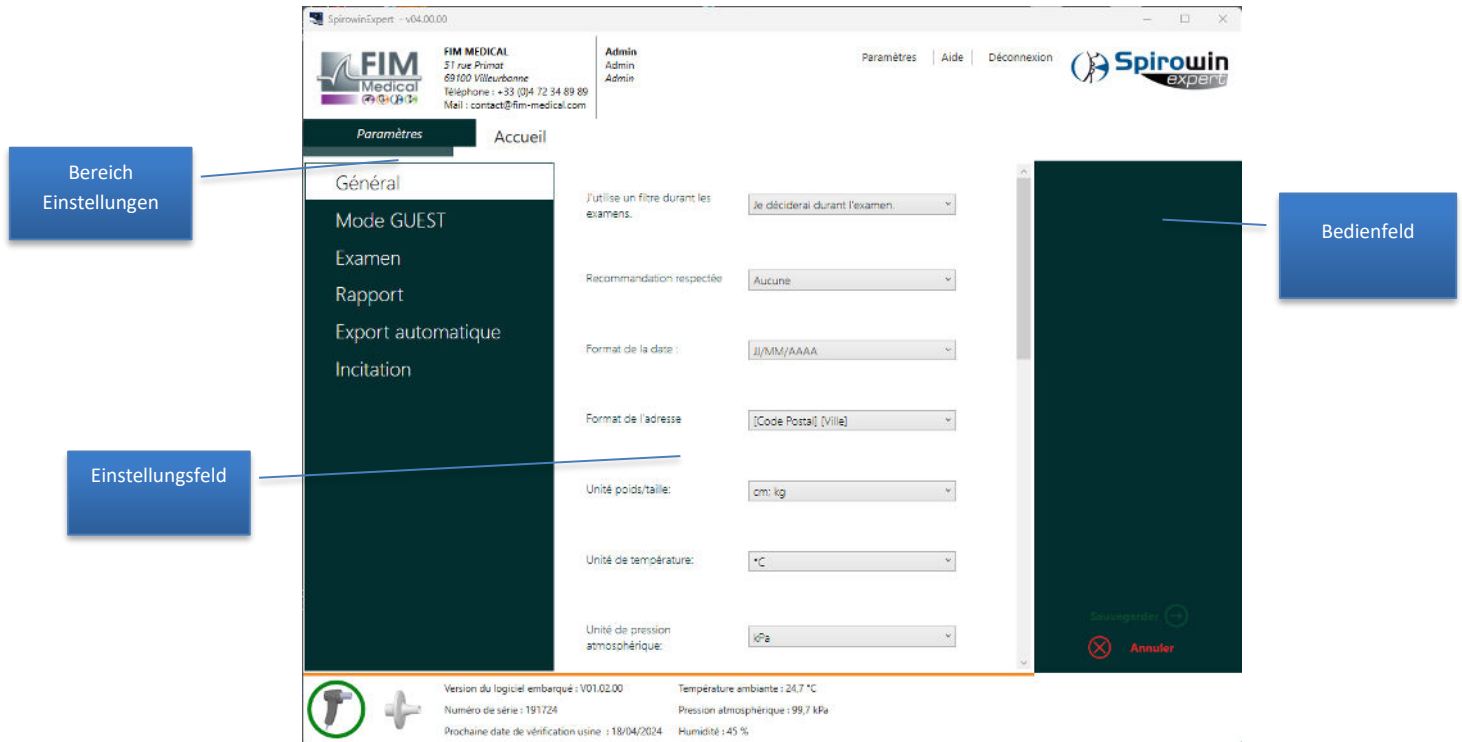 SpirowinExpert - v04.00.00
FIM
Medical
FIM MEDICAL
51 rue Primat
69100 Villeurbanne
Téléphone : +33 (0)4 72 34 89 89
Mail : contact@fim-medical.com
Admin
Admin
Admin
Paramètres
Aide
Déconnexion
Spirowin
expert
Paramètres
Accueil
Bereich
Einstellungen
Général
Mode GUEST
Examen
Rapport
Export automatique
Incitation
J'utilise un filtre durant les
examens.
Je déciderai durant l'examen.
Recommandation respectée
Aucune
Format de la date :
JJ/MM/AAAA
Format de l'adresse
[Code Postal] [Ville]
Unité poids/taille:
cm: kg
Unité de température:
°C
Unité de pression
atmosphérique:
kPa
Bedienfeld
Einstellungsfeld
Sauvegarder
Annuler
Version du logiciel embarqué : V01.02.00
Numéro de série : 191724
Prochaine date de vérification usine : 18/04/2024
Température ambiante : 24,7 °C
Pression atmosphérique : 99,7 kPa
Humidité : 45 %